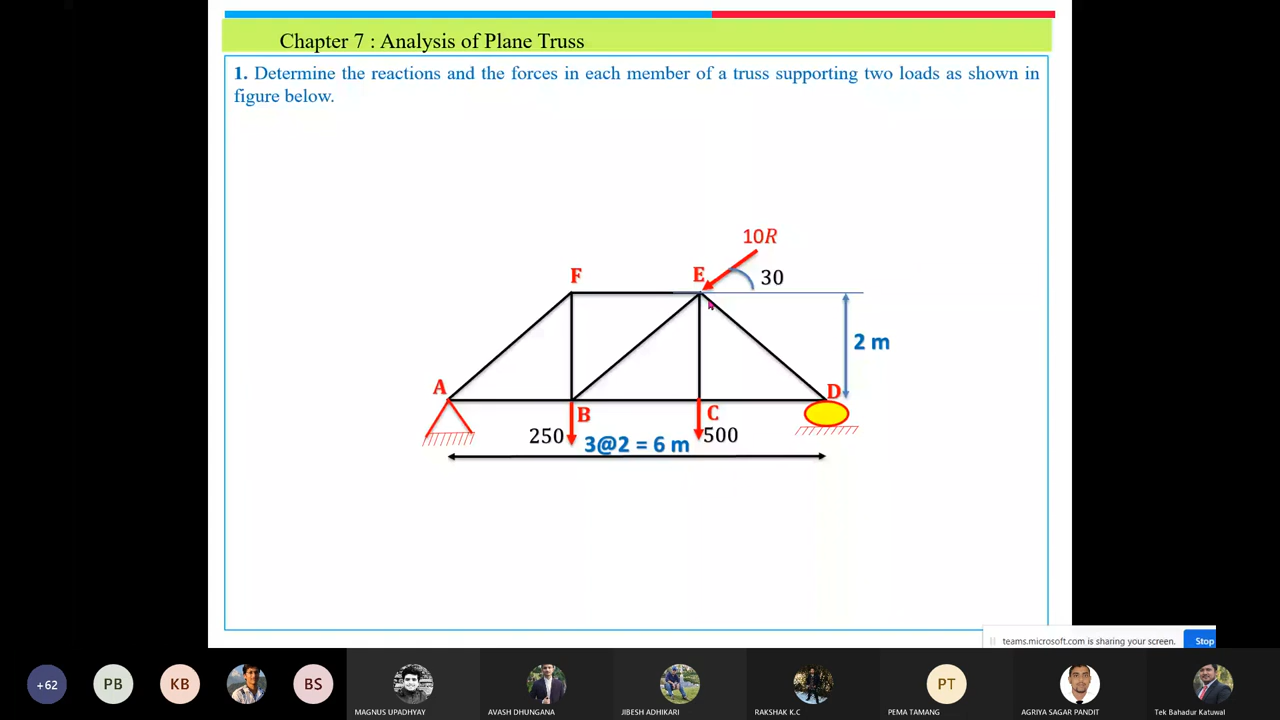 Chapter 7 : Analysis of Plane Truss
1. Determine the reactions and the forces in each member of a truss supporting two loads as shown in
figure below.
10R
F
E
30
2 m
A
D
B
C
250
500
3@2 = 6 m
teams.microsoft.com is sharing your screen.
Stop
+62
PB
KB
BS
PT
MAGNUS UPADHYAY
AVASH DHUNGANA
JIBESH ADHIKARI
RAKSHAK K.C
PEMA TAMANG
AGRIYA SAGAR PANDIT
Tek Bahadur Katuwal